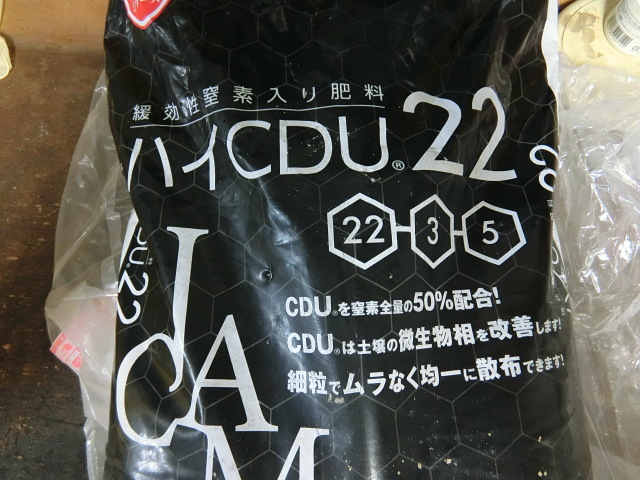 緩効性窒素入り肥料
ハイCDU®22
22-3-5
CDU®を窒素全量の50%配合!
CDU®は土壌の微生物相を改善します!
細粒でムラなく均一に散布できます!
JCAM